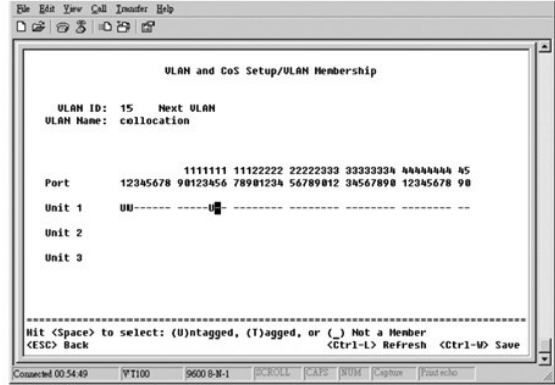 File Edit View Call Transfer Help
VLAN and CoS Setup/VLAN Membership
VLAN ID: 15 Next VLAN
VLAN Name: collocation
1111111 11122222 22222333 33333334 44444444 45
Port 12345678 90123456 78901234 56789012 34567890 12345678 90
Unit 1 UU------ -----U-- -------- -------- -------- -------- --
Unit 2
Unit 3
Hit <Space> to select: (U)ntagged, (T)agged, or (_) Not a Member
<ESC> Back <Ctrl-L> Refresh <Ctrl-W> Save
Connected 00:54:49 VT100 9600 8-N-1 SCROLL CAPS NUM Capture Print echo